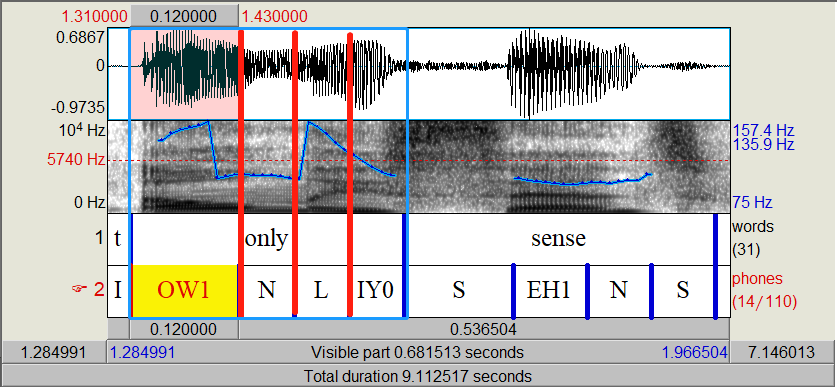 1.310000 0.120000 1.430000
0.6867
0
-0.9735
10⁴ Hz 157.4 Hz
135.9 Hz
5740 Hz
0 Hz 75 Hz
1 t only sense words
(31)
☞ 2 I OW1 N L IY0 S EH1 N S phones
(14/110)
0.120000 0.536504
1.284991 1.284991 Visible part 0.681513 seconds 1.966504 7.146013
Total duration 9.112517 seconds